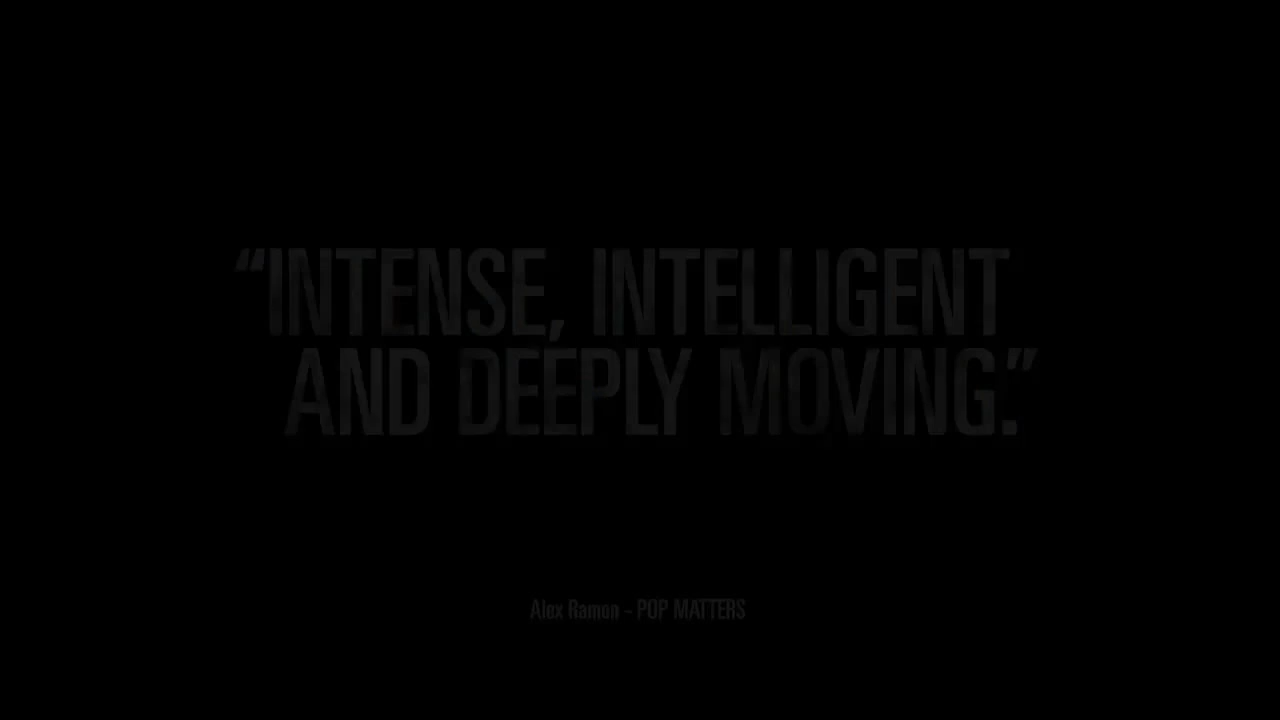 “INTENSE, INTELLIGENT
AND DEEPLY MOVING.”
Alex Ramon - POP MATTERS